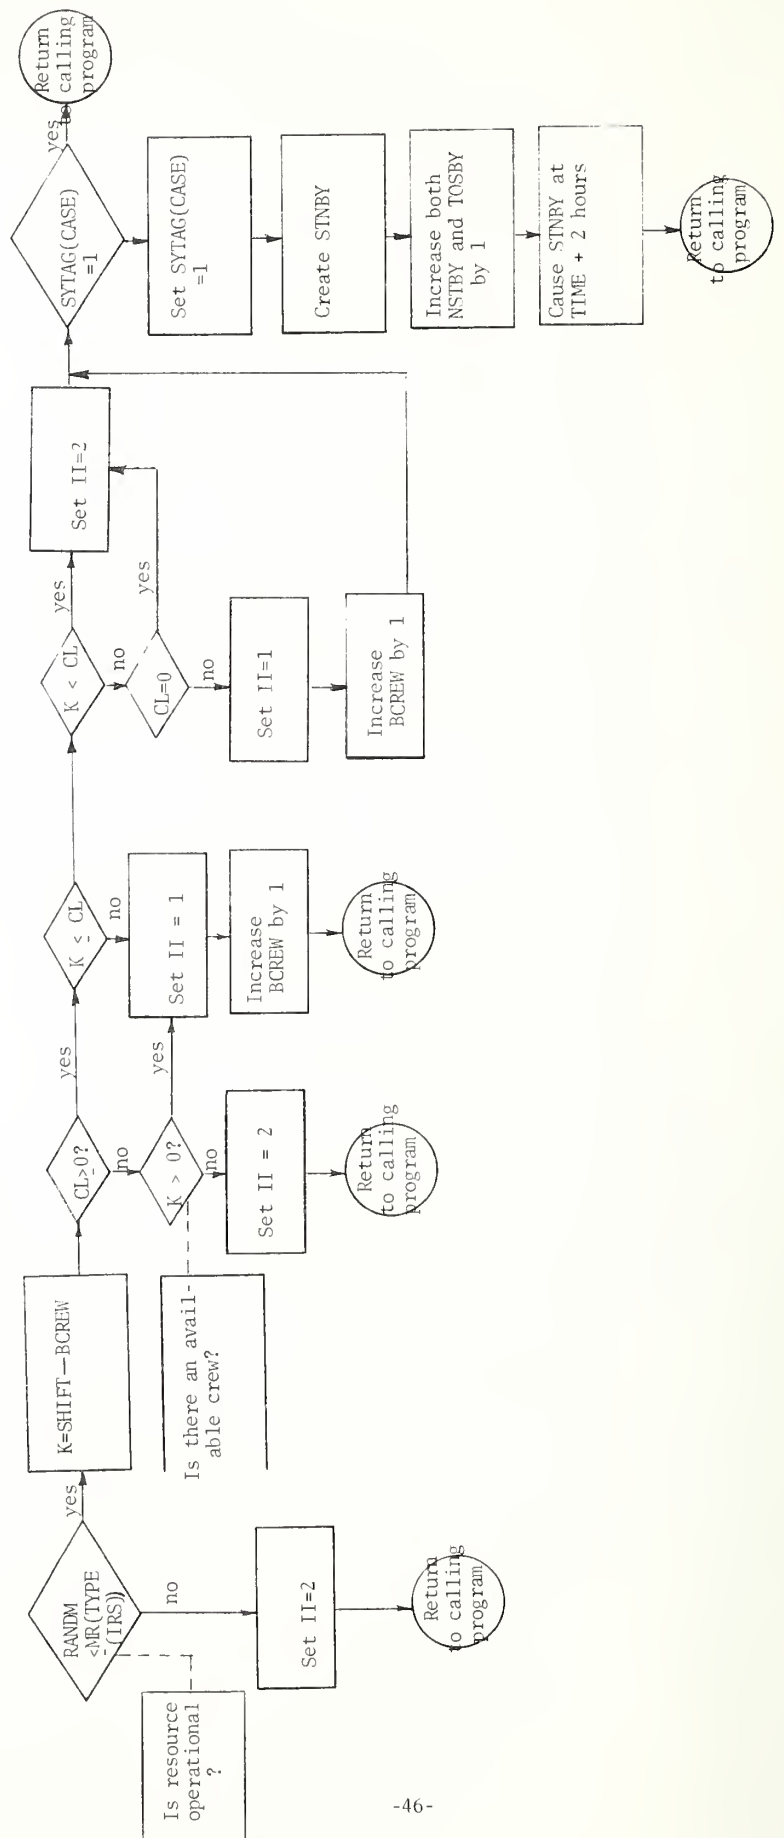 Is resource
operational
?
RANDM
≤MR(TYPE
(IRS))
yes
no
Set II=2
Return
to calling
program
K=SHIFT—BCREW
Is there an avail-
able crew?
CL≥0?
yes
no
K > 0?
yes
no
Set II = 2
Return
to calling
program
K ≤ CL
no
Set II = 1
Increase
BCREW by 1
Return
to calling
program
K < CL
yes
no
CL=0
yes
no
Set II=1
Increase
BCREW by 1
Set II=2
SYTAG(CASE)
=1
yes
Return
to calling
program
Set SYTAG(CASE)
=1
Create STNBY
Increase both
NSTBY and TOSBY
by 1
Cause STNBY at
TIME + 2 hours
Return
to calling
program
-46-